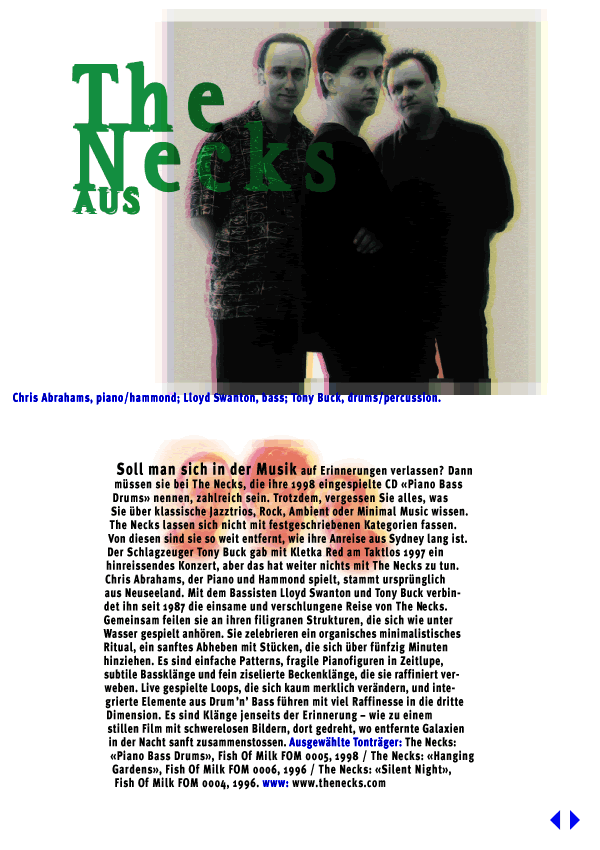 The
Necks
AUS
Chris Abrahams, piano/hammond; Lloyd Swanton, bass; Tony Buck, drums/percussion.
Soll man sich in der Musik auf Erinnerungen verlassen? Dann
müssen sie bei The Necks, die ihre 1998 eingespielte CD «Piano Bass
Drums» nennen, zahlreich sein. Trotzdem, vergessen Sie alles, was
Sie über klassische Jazztrios, Rock, Ambient oder Minimal Music wissen.
The Necks lassen sich nicht mit festgeschriebenen Kategorien fassen.
Von diesen sind sie so weit entfernt, wie ihre Anreise aus Sydney lang ist.
Der Schlagzeuger Tony Buck gab mit Kletka Red am Taktlos 1997 ein
hinreissendes Konzert, aber das hat weiter nichts mit The Necks zu tun.
Chris Abrahams, der Piano und Hammond spielt, stammt ursprünglich
aus Neuseeland. Mit dem Bassisten Lloyd Swanton und Tony Buck verbin-
det ihn seit 1987 die einsame und verschlungene Reise von The Necks.
Gemeinsam feilen sie an ihren filigranen Strukturen, die sich wie unter
Wasser gespielt anhören. Sie zelebrieren ein organisches minimalistisches
Ritual, ein sanftes Abheben mit Stücken, die sich über fünfzig Minuten
hinziehen. Es sind einfache Patterns, fragile Pianofiguren in Zeitlupe,
subtile Bassklänge und fein ziselierte Beckenklänge, die sie raffiniert ver-
weben. Live gespielte Loops, die sich kaum merklich verändern, und inte-
grierte Elemente aus Drum'n' Bass führen mit viel Raffinesse in die dritte
Dimension. Es sind Klänge jenseits der Erinnerung – wie zu einem
stillen Film mit schwerelosen Bildern, dort gedreht, wo entfernte Galaxien
in der Nacht sanft zusammenstossen. Ausgewählte Tonträger: The Necks:
«Piano Bass Drums», Fish Of Milk FOM 0005, 1998 / The Necks: «Hanging
Gardens», Fish Of Milk FOM 0006, 1996 / The Necks: «Silent Night»,
Fish Of Milk FOM 0004, 1996. www: www.thenecks.com